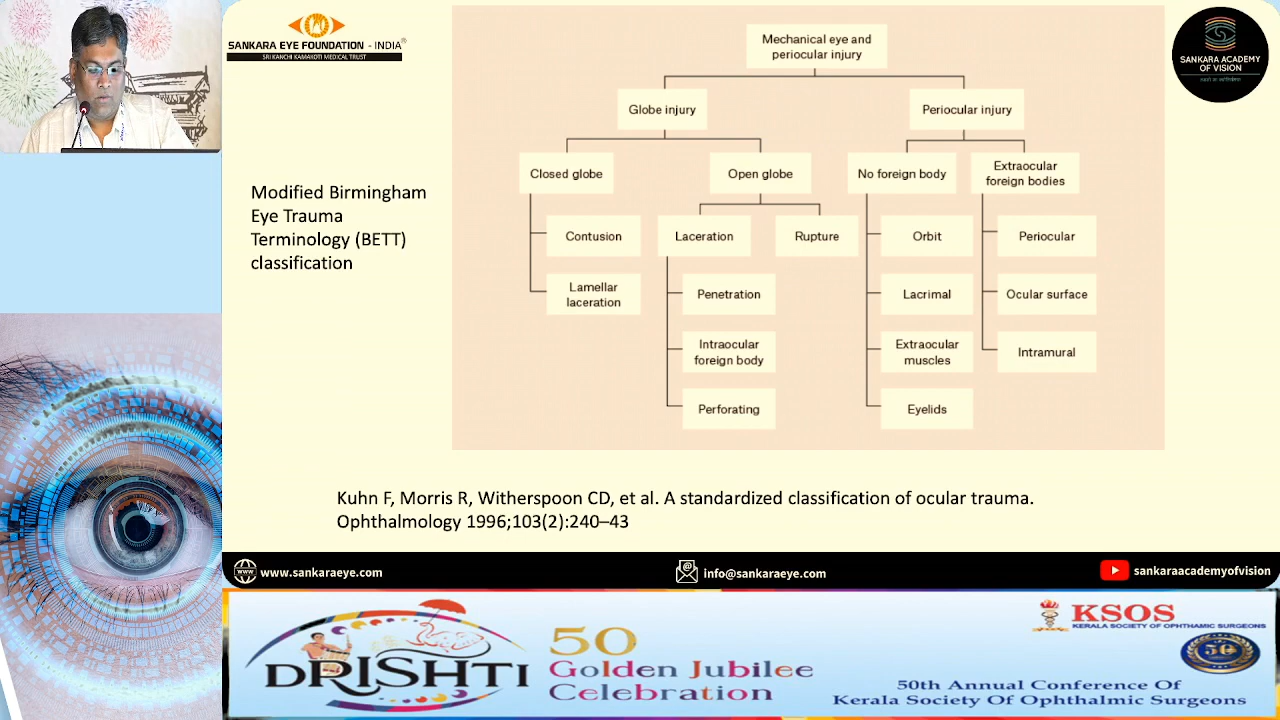 SANKARA EYE FOUNDATION - INDIA®
SRI KANCHI KAMAKOTI MEDICAL TRUST
SANKARA ACADEMY
OF VISION
Modified Birmingham
Eye Trauma
Terminology (BETT)
classification
Mechanical eye and
periocular injury
Globe injury
Periocular injury
Closed globe
Open globe
No foreign body
Extraocular
foreign bodies
Contusion
Laceration
Rupture
Orbit
Periocular
Lamellar
laceration
Penetration
Lacrimal
Ocular surface
Intraocular
foreign body
Extraocular
muscles
Intramural
Perforating
Eyelids
Kuhn F, Morris R, Witherspoon CD, et al. A standardized classification of ocular trauma.
Ophthalmology 1996;103(2):240–43
www.sankaraeye.com
info@sankaraeye.com
sankaraacademyofvision
DRISHTI
50
Golden Jubilee
Celebration
KSOS
KERALA SOCIETY OF OPHTHAMIC SURGEONS
50
50th Annual Conference Of
Kerala Society Of Ophthalmic Surgeons